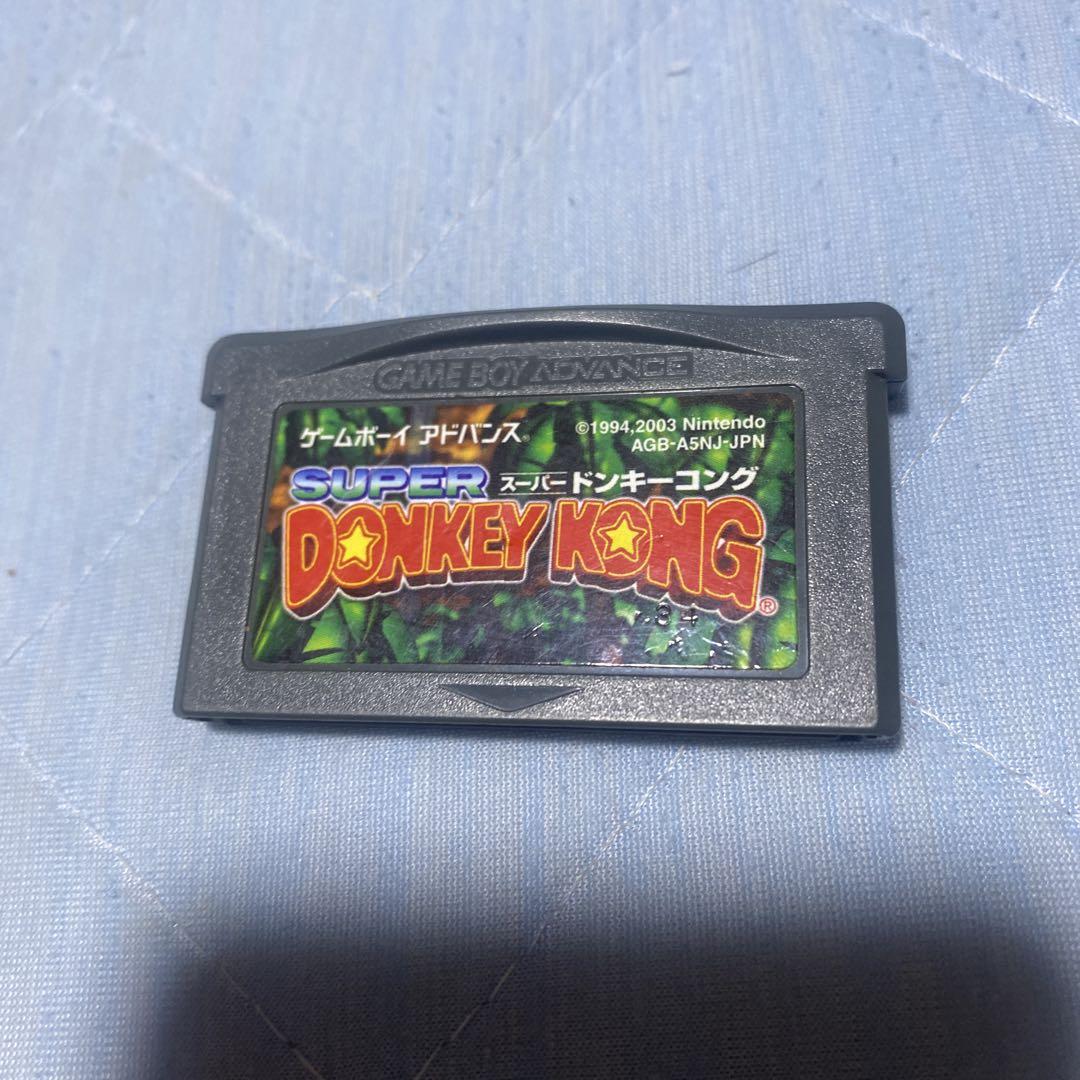 GAME BOY ADVANCE
ゲームボーイ アドバンス
©1994,2003 Nintendo
AGB-A5NJ-JPN
SUPER スーパードンキーコング
DONKEY KONG®